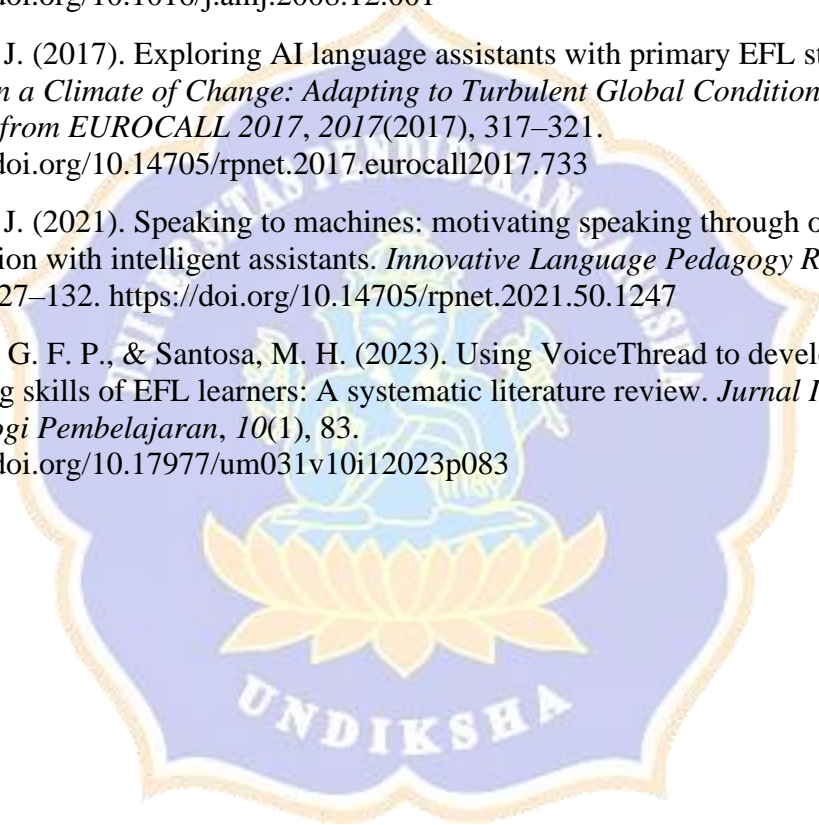 doi.org/10.1016/j.amj.2008.12.001
J. (2017). Exploring AI language assistants with primary EFL st
n a Climate of Change: Adapting to Turbulent Global Condition
from EUROCALL 2017, 2017(2017), 317–321.
doi.org/10.14705/rpnet.2017.eurocall2017.733
J. (2021). Speaking to machines: motivating speaking through o
ion with intelligent assistants. Innovative Language Pedagogy R
27–132. https://doi.org/10.14705/rpnet.2021.50.1247
G. F. P., & Santosa, M. H. (2023). Using VoiceThread to develo
g skills of EFL learners: A systematic literature review. Jurnal I
ogi Pembelajaran, 10(1), 83.
doi.org/10.17977/um031v10i12023p083
UNIVERSITAS PENDIDIKAN GANESHA
UNDIKSHA